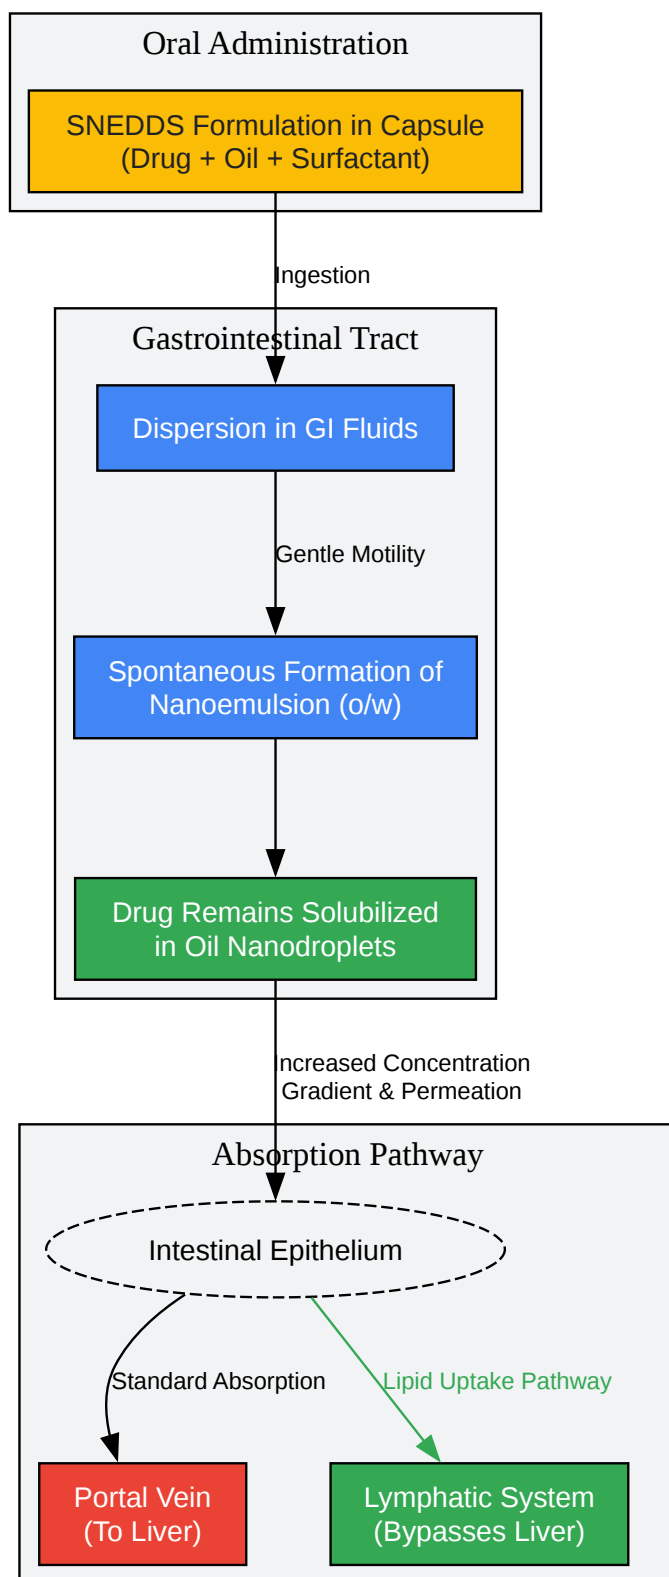 Oral Administration
SNEDDS Formulation in Capsule
(Drug + Oil + Surfactant)
Ingestion
Gastrointestinal Tract
Dispersion in GI Fluids
Gentle Motility
Spontaneous Formation of
Nanoemulsion (o/w)
Drug Remains Solubilized
in Oil Nanodroplets
Increased Concentration
Gradient & Permeation
Absorption Pathway
Intestinal Epithelium
Standard Absorption
Lipid Uptake Pathway
Portal Vein
(To Liver)
Lymphatic System
(Bypasses Liver)